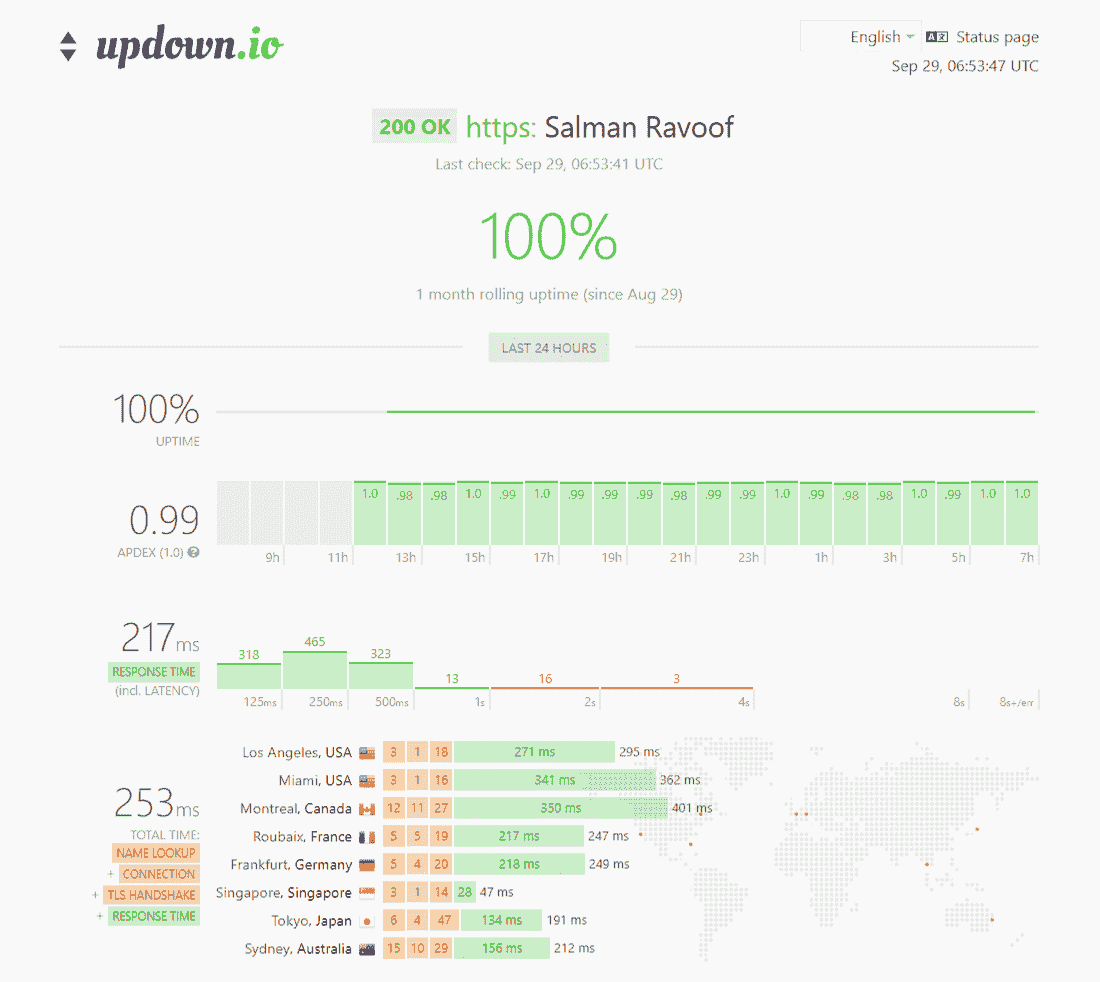 updown.io
English
Status page
Sep 29, 06:53:47 UTC
200 OK https: Salman Ravoof
Last check: Sep 29, 06:53:41 UTC
100%
1 month rolling uptime (since Aug 29)
LAST 24 HOURS
100%
UPTIME
1.0 .98 .98 1.0 .99 1.0 .99 .99 .99 .98 .99 .99 1.0 .99 .98 .98 1.0 .99 1.0 1.0
0.99
APDEX (1.0) ?
9h 11h 13h 15h 17h 19h 21h 23h 1h 3h 5h 7h
217ms
RESPONSE TIME
(incl. LATENCY)
318 465 323 13 16 3
125ms 250ms 500ms 1s 2s 4s 8s 8s+/err
253ms
TOTAL TIME:
NAME LOOKUP
+ CONNECTION
+ TLS HANDSHAKE
+ RESPONSE TIME
Los Angeles, USA 3 1 18 271 ms 295 ms
Miami, USA 3 1 16 341 ms 362 ms
Montreal, Canada 12 11 27 350 ms 401 ms
Roubaix, France 5 5 19 217 ms 247 ms
Frankfurt, Germany 5 4 20 218 ms 249 ms
Singapore, Singapore 3 1 14 28 47 ms
Tokyo, Japan 6 4 47 134 ms 191 ms
Sydney, Australia 15 10 29 156 ms 212 ms